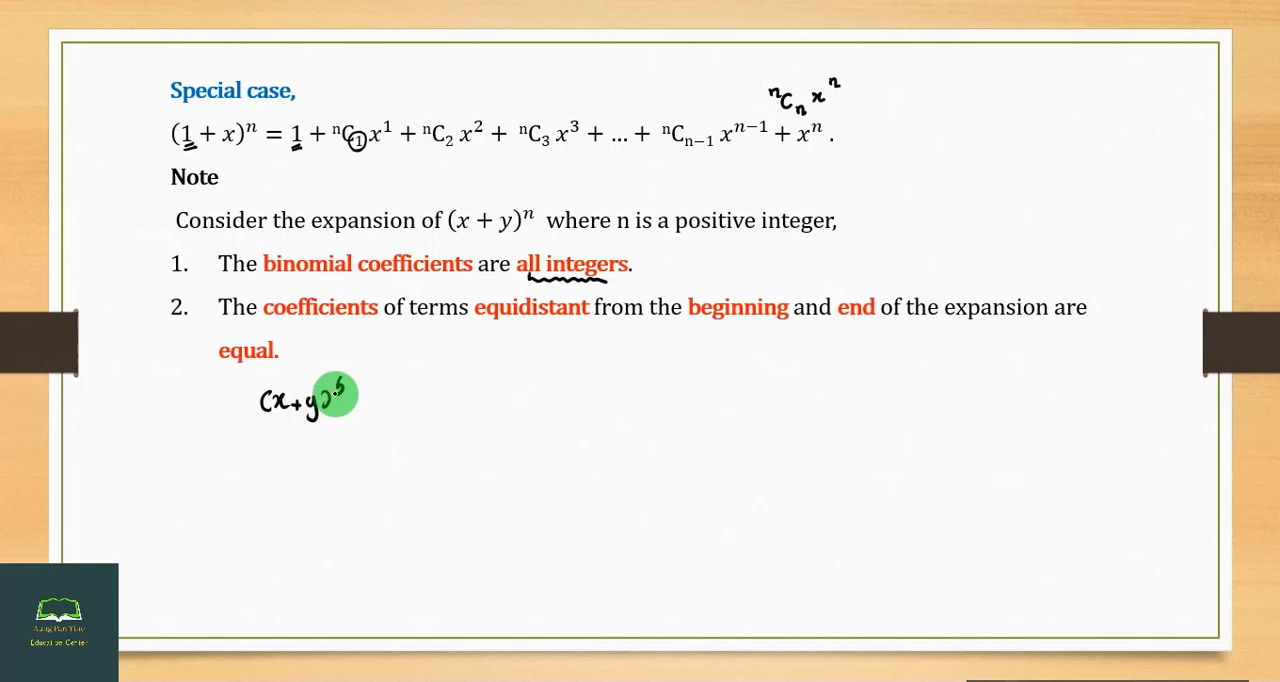 Special case,
ⁿCₙ xⁿ
(1 + x)ⁿ = 1 + ⁿC₁ x¹ + ⁿC₂ x² + ⁿC₃ x³ + … + ⁿCₙ₋₁ xⁿ⁻¹ + xⁿ .
Note
Consider the expansion of (x + y)ⁿ where n is a positive integer,
1. The binomial coefficients are all integers.
2. The coefficients of terms equidistant from the beginning and end of the expansion are
equal.
(x+y)⁵
Education Center